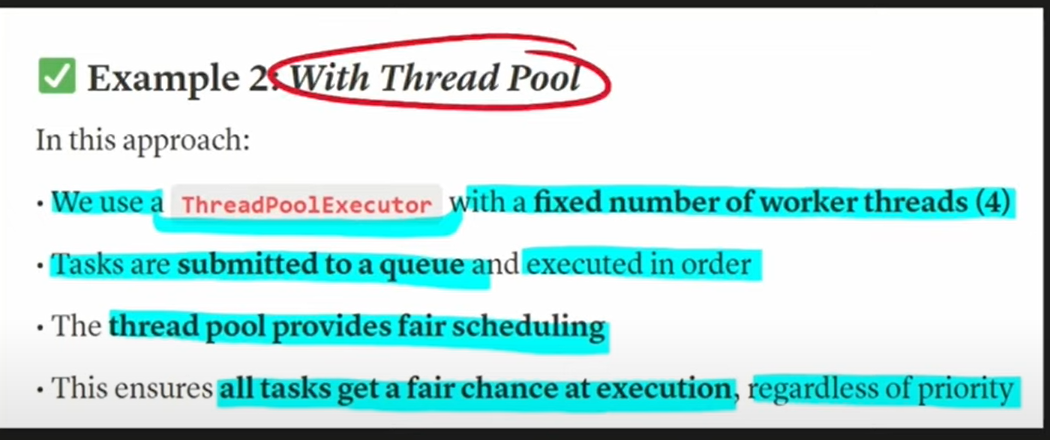 Example 2: With Thread Pool
In this approach:
• We use a ThreadPoolExecutor with a fixed number of worker threads (4)
• Tasks are submitted to a queue and executed in order
• The thread pool provides fair scheduling
• This ensures all tasks get a fair chance at execution, regardless of priority